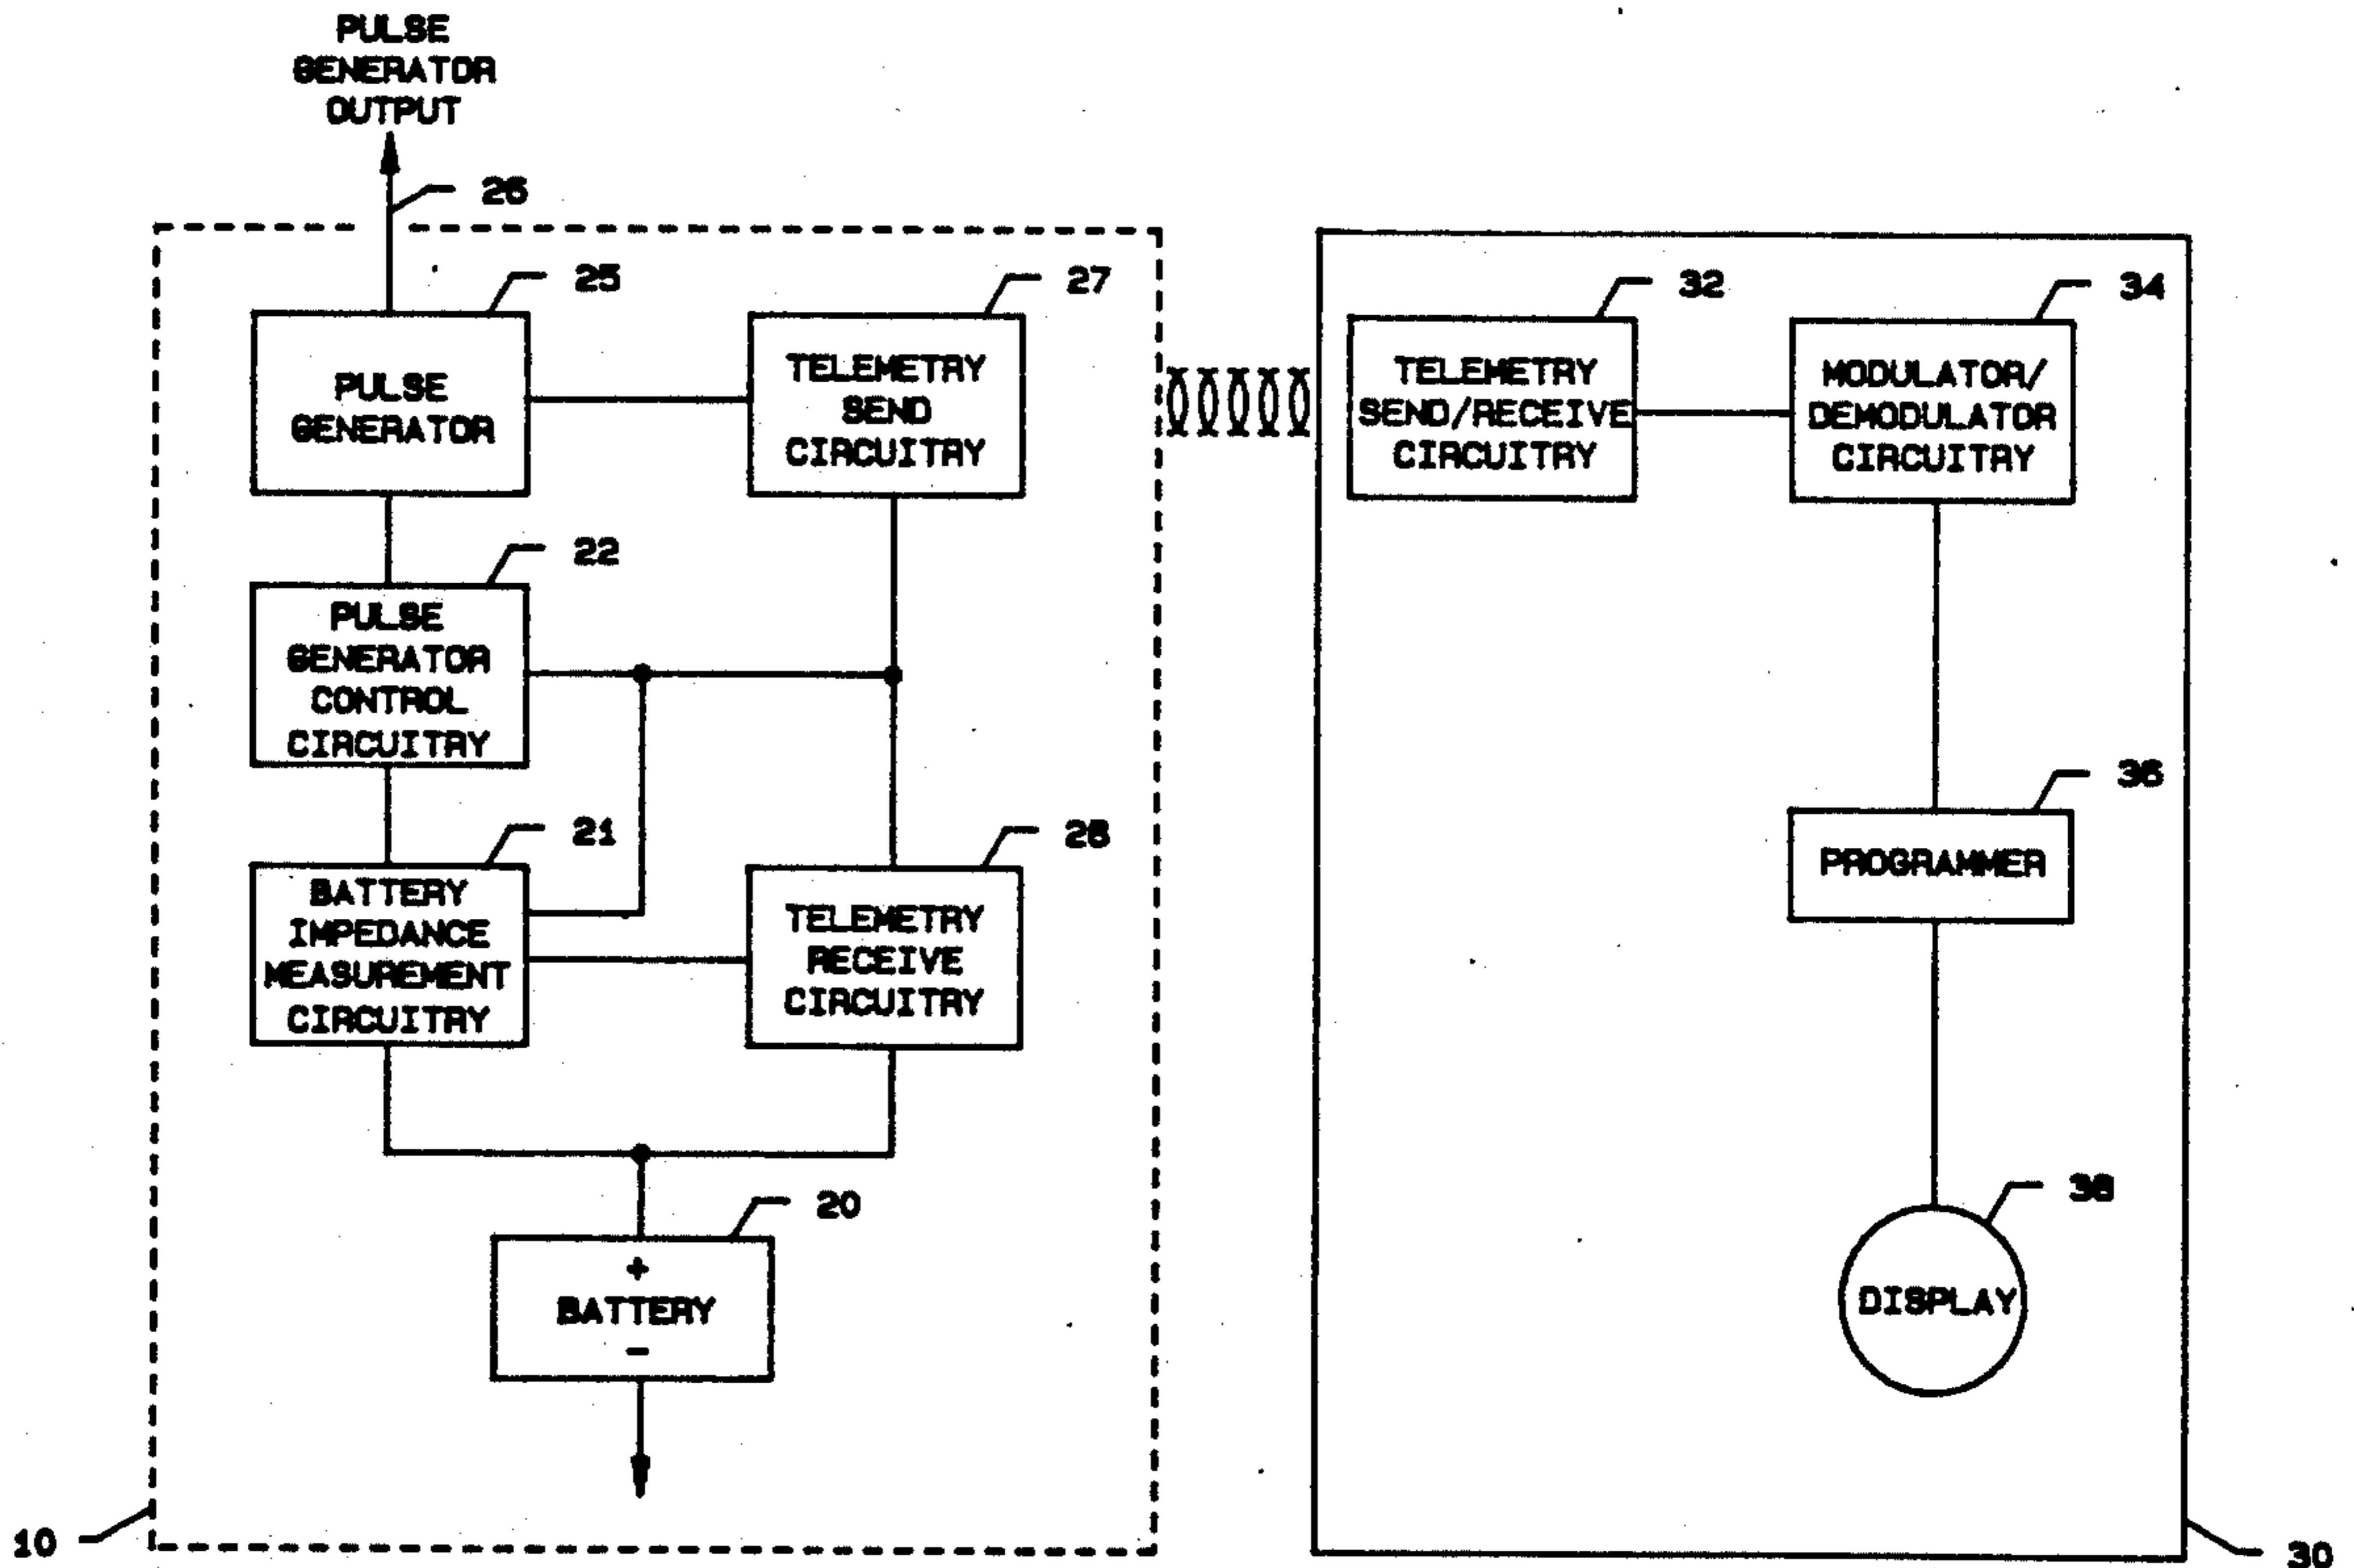 PULSE
GENERATOR
OUTPUT
26
25
27
PULSE
GENERATOR
TELEMETRY
SEND
CIRCUITRY
22
PULSE
GENERATOR
CONTROL
CIRCUITRY
21
28
BATTERY
IMPEDANCE
MEASUREMENT
CIRCUITRY
TELEMETRY
RECEIVE
CIRCUITRY
20
+
BATTERY
-
10
32
34
TELEMETRY
SEND/RECEIVE
CIRCUITRY
MODULATOR/
DEMODULATOR
CIRCUITRY
36
PROGRAMMER
38
DISPLAY
30